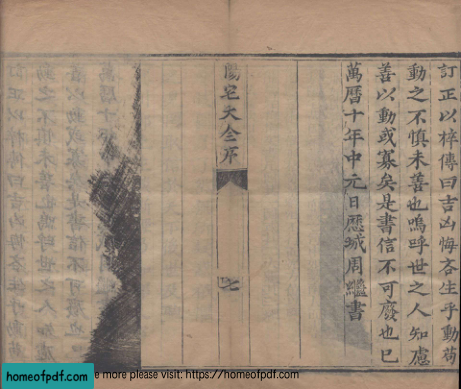 訂正以梓傳曰吉凶悔吝生乎動苟
動之不慎未善也嗚呼世之人知慮
善以動或寡矣是書信不可廢也已
萬曆十年中元日歷城周繼書
陽宅大全序
七
homeofpdf.com
e more please visit: https://homeofpdf.com